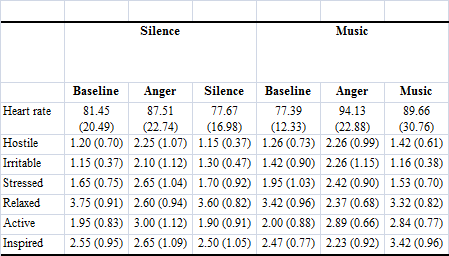 Silence Music
Baseline Anger Silence Baseline Anger Music
Heart rate 81.45 87.51 77.67 77.39 94.13 89.66
(20.49) (22.74) (16.98) (12.33) (22.88) (30.76)
Hostile 1.20 (0.70) 2.25 (1.07) 1.15 (0.37) 1.26 (0.73) 2.26 (0.99) 1.42 (0.61)
Irritable 1.15 (0.37) 2.10 (1.12) 1.30 (0.47) 1.42 (0.90) 2.26 (1.15) 1.16 (0.38)
Stressed 1.65 (0.75) 2.65 (1.04) 1.70 (0.92) 1.95 (1.03) 2.42 (0.90) 1.53 (0.70)
Relaxed 3.75 (0.91) 2.60 (0.94) 3.60 (0.82) 3.42 (0.96) 2.37 (0.68) 3.32 (0.82)
Active 1.95 (0.83) 3.00 (1.12) 1.90 (0.91) 2.00 (0.88) 2.89 (0.66) 2.84 (0.77)
Inspired 2.55 (0.95) 2.65 (1.09) 2.50 (1.05) 2.47 (0.77) 2.23 (0.92) 3.42 (0.96)